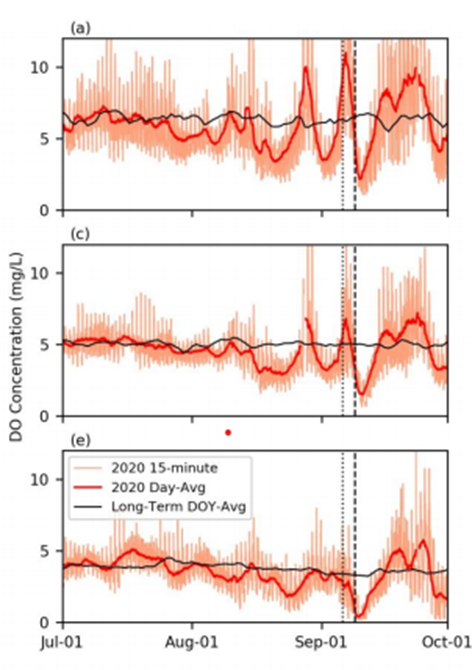 (a)
10
5
0
(c)
10
5
0
DO Concentration (mg/L)
(e)
10
5
0
2020 15-minute
2020 Day-Avg
Long-Term DOY-Avg
Jul-01 Aug-01 Sep-01 Oct-01